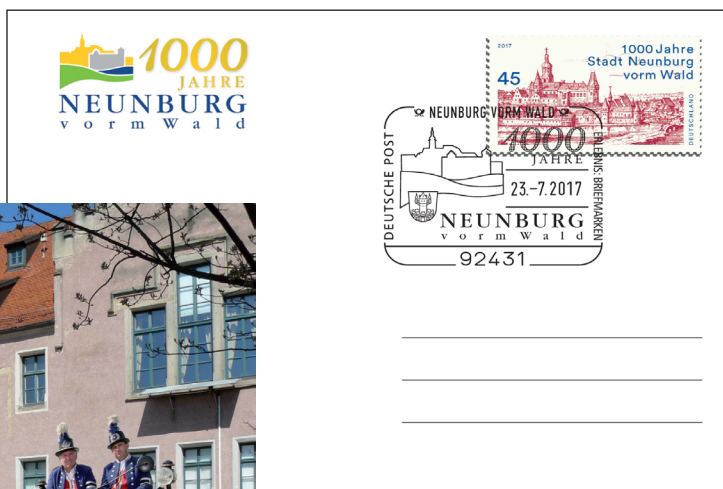 1000
JAHRE
NEUNBURG
vorm Wald
2017
1000 Jahre
Stadt Neunburg
vorm Wald
45
DEUTSCHLAND
NEUNBURG VORM WALD
DEUTSCHE POST
ERLEBNIS: BRIEFMARKEN
1000
JAHRE
23.-7.2017
NEUNBURG
vorm Wald
92431